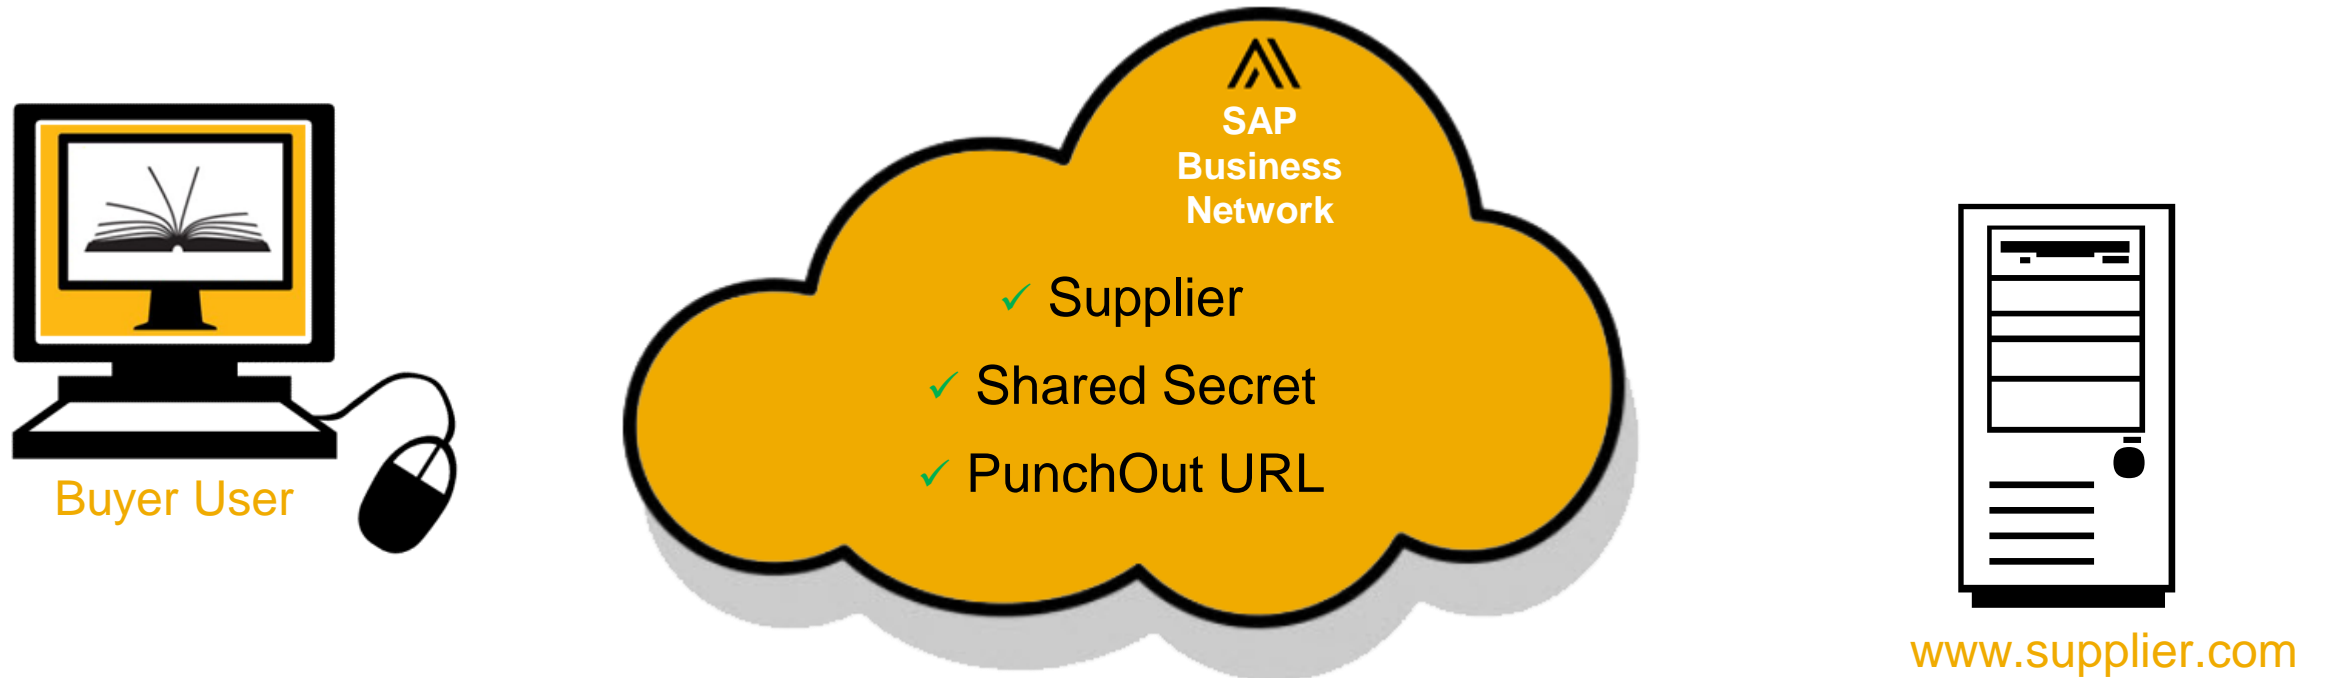 SAP
Business
Network
✓ Supplier
✓ Shared Secret
✓ PunchOut URL
Buyer User
www.supplier.com